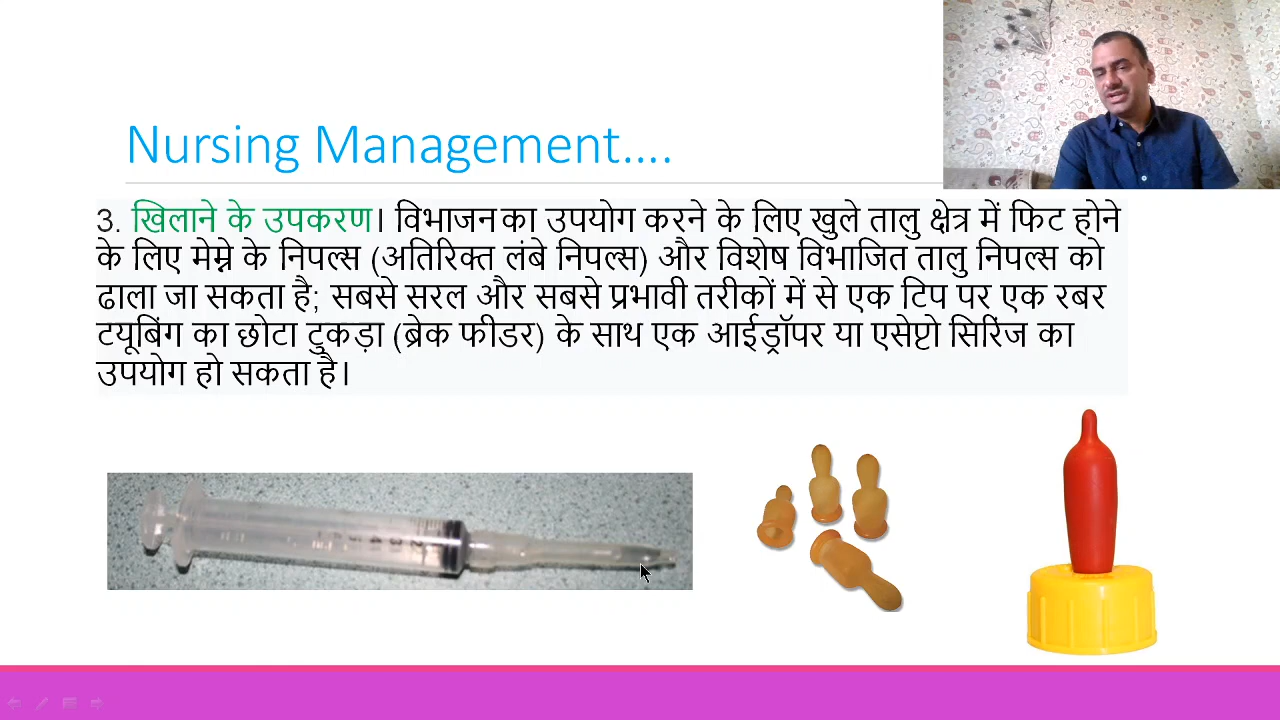 Nursing Management....
3. खिलाने के उपकरण। विभाजनका उपयोग करने के लिए खुले तालु क्षेत्र में फिट होने
के लिए मेम्ने के निपल्स (अतिरिक्त लंबे निपल्स) और विशेष विभाजित तालु निपल्स को
ढाला जा सकता है; सबसे सरल और सबसे प्रभावी तरीकों में से एक टिप पर एक रबर
टयूबिंग का छोटा टुकड़ा (ब्रेक फीडर) के साथ एक आईड्रॉपर या एसेप्टो सिरिंज का
उपयोग हो सकता है।